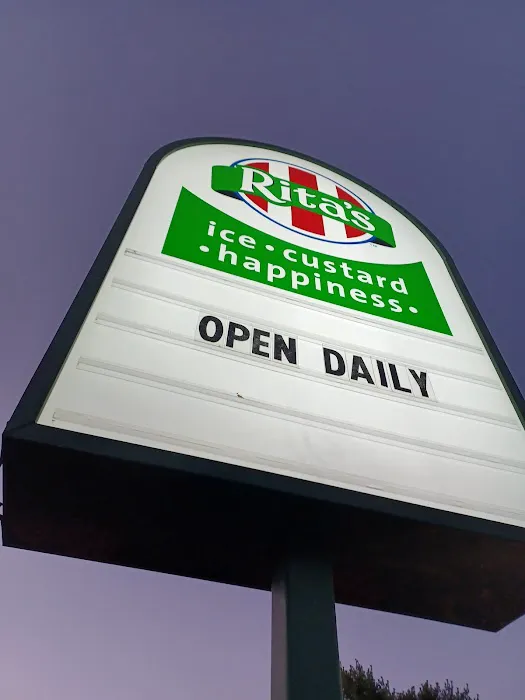 Rita's
ice • custard
• happiness •
OPEN DAILY